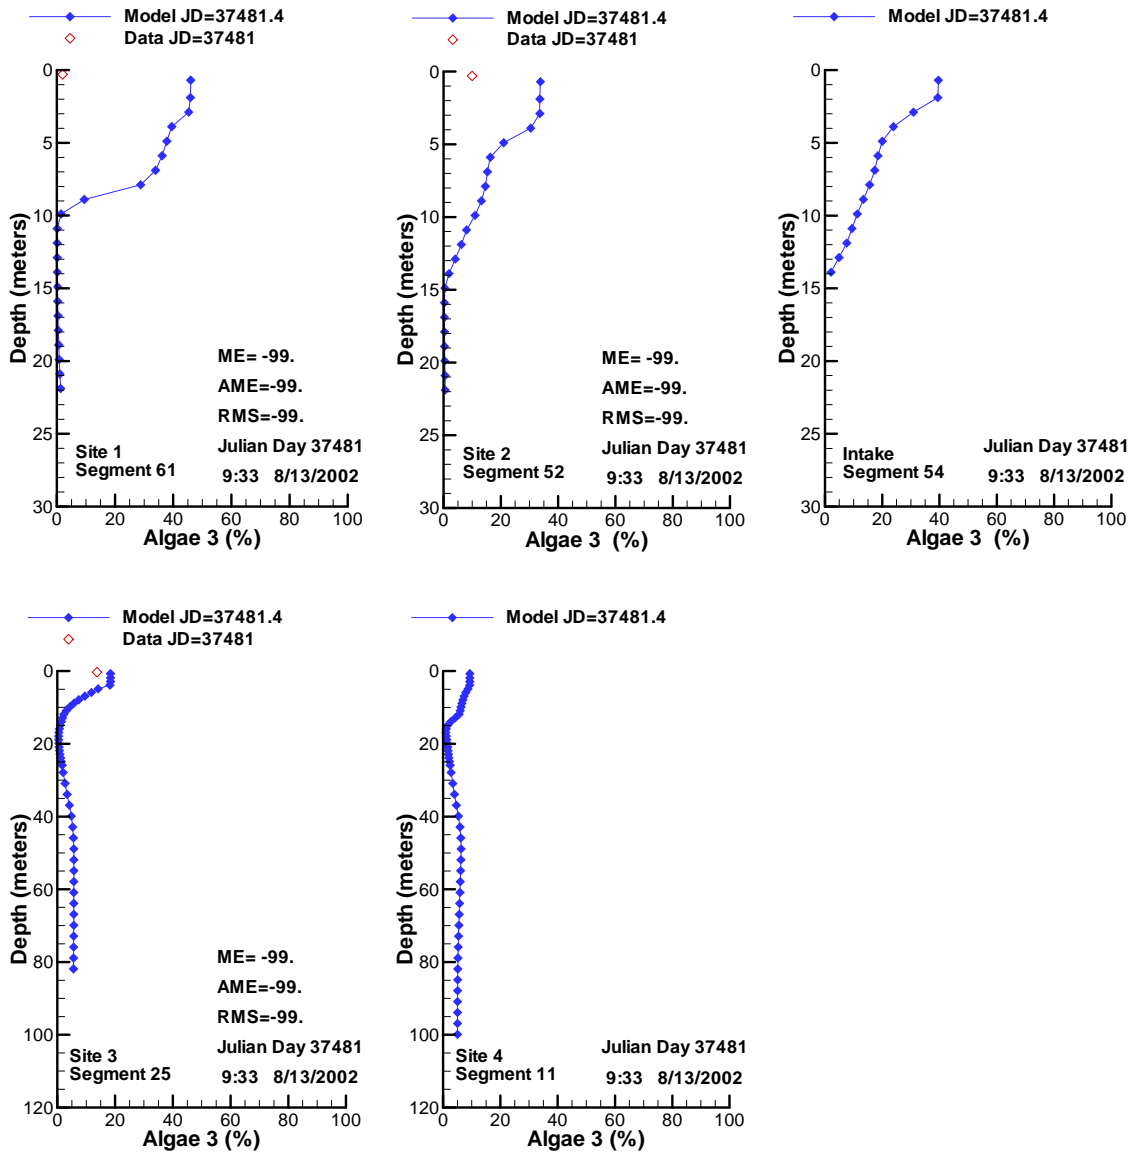 Model JD=37481.4
Data JD=37481
0
5
10
15
20
25
30
Depth (meters)
ME= -99.
AME=-99.
RMS=-99.
Site 1
Segment 61
Julian Day 37481
9:33 8/13/2002
0 20 40 60 80 100
Algae 3 (%)
Model JD=37481.4
Data JD=37481
0
5
10
15
20
25
30
Depth (meters)
ME= -99.
AME=-99.
RMS=-99.
Site 2
Segment 52
Julian Day 37481
9:33 8/13/2002
0 20 40 60 80 100
Algae 3 (%)
Model JD=37481.4
0
5
10
15
20
25
30
Depth (meters)
Intake
Segment 54
Julian Day 37481
9:33 8/13/2002
0 20 40 60 80 100
Algae 3 (%)
Model JD=37481.4
Data JD=37481
0
20
40
60
80
100
120
Depth (meters)
ME= -99.
AME=-99.
RMS=-99.
Site 3
Segment 25
Julian Day 37481
9:33 8/13/2002
0 20 40 60 80 100
Algae 3 (%)
Model JD=37481.4
0
20
40
60
80
100
120
Depth (meters)
Site 4
Segment 11
Julian Day 37481
9:33 8/13/2002
0 20 40 60 80 100
Algae 3 (%)